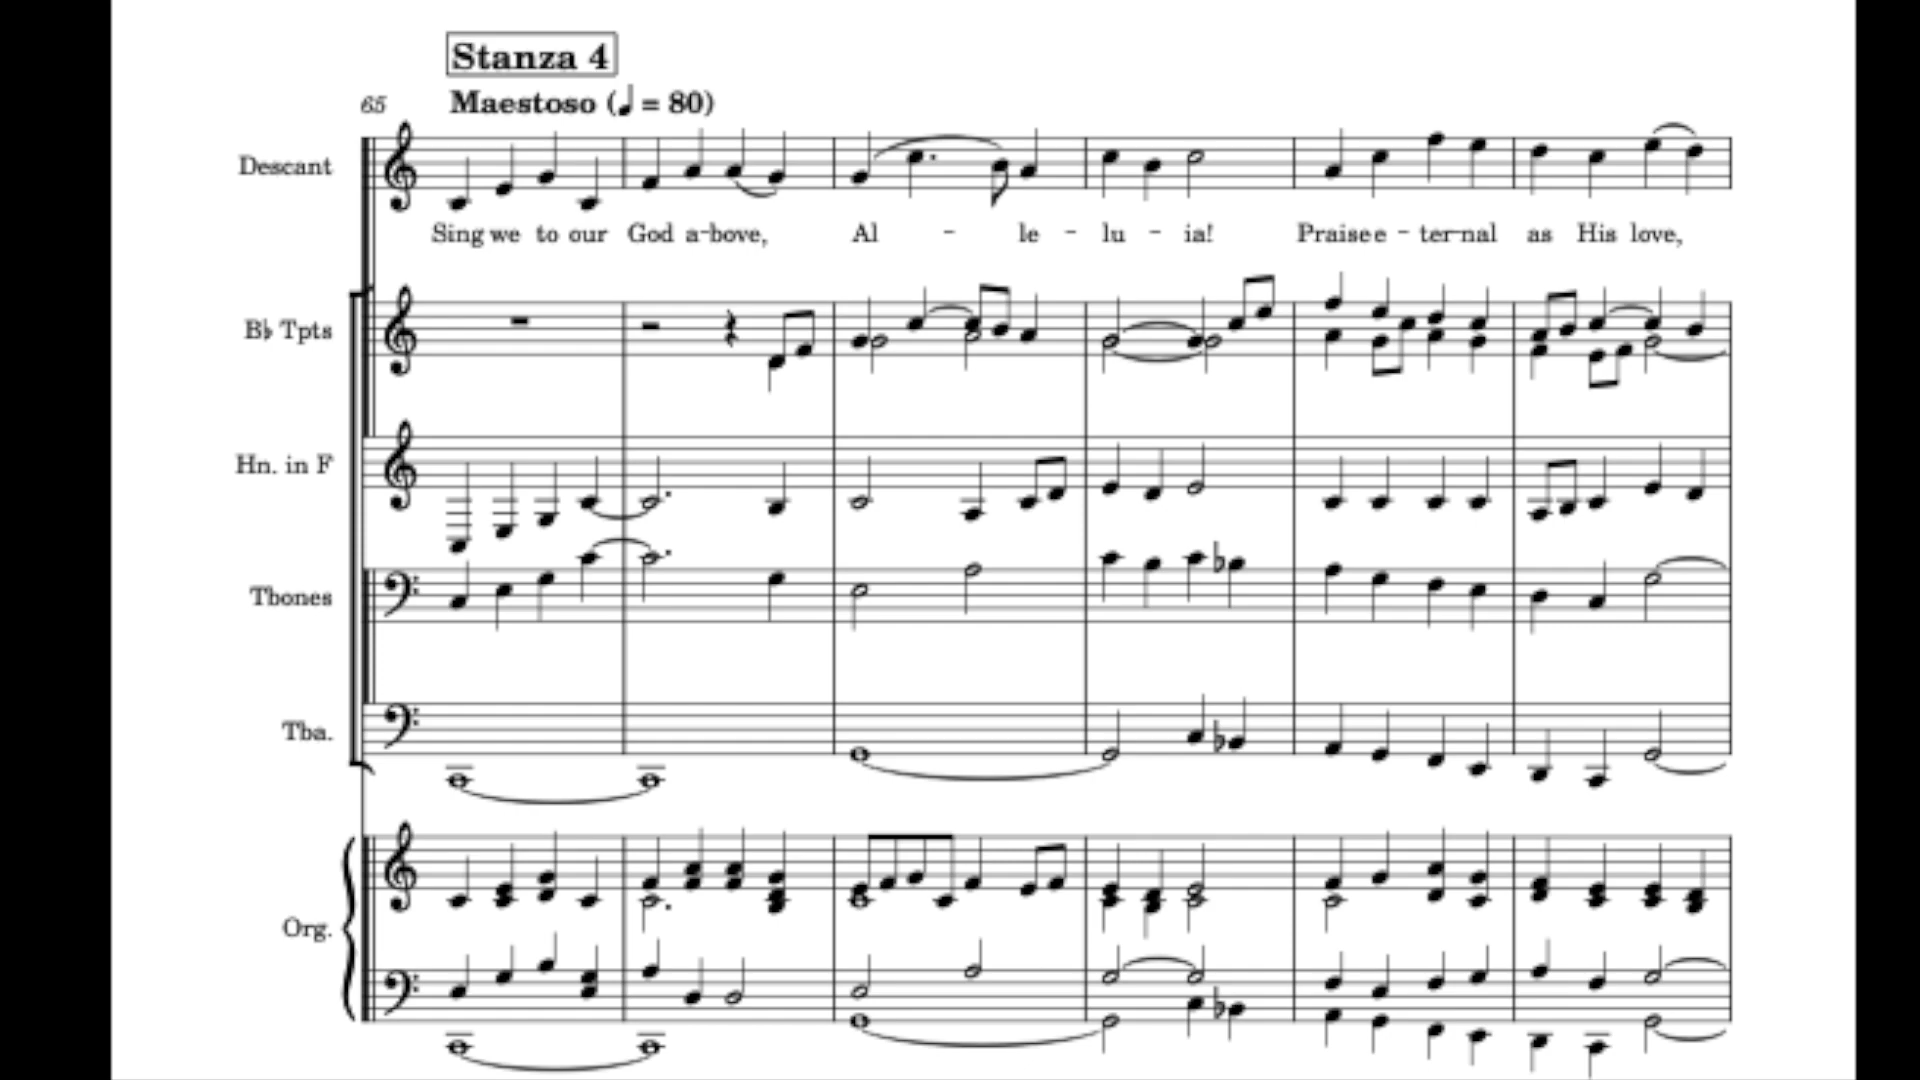 Stanza 4
65 Maestoso (♩ = 80)
Descant
Sing we to our God a-bove, Al - le - lu - ia! Praise e - ter-nal as His love,
B♭ Tpts
Hn. in F
Tbones
Tba.
Org.